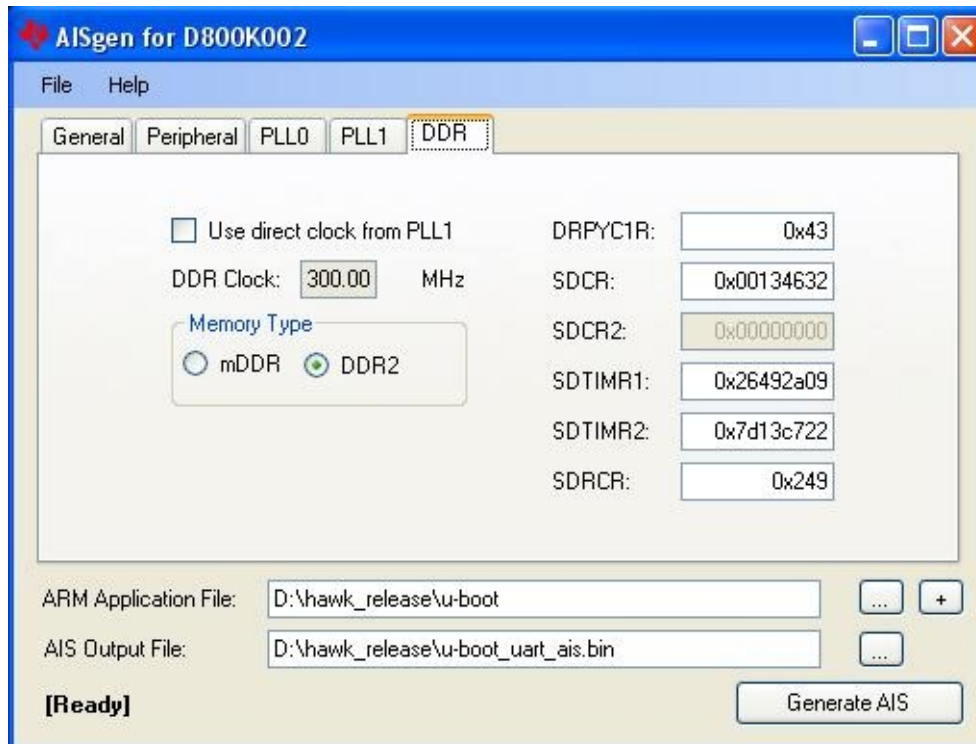 AISgen for D800K002
File Help
General Peripheral PLL0 PLL1 DDR
Use direct clock from PLL1
DDR Clock: 300.00 MHz
Memory Type
mDDR DDR2
DRPYC1R: 0x43
SDCR: 0x00134632
SDCR2: 0x00000000
SDTIMR1: 0x26492a09
SDTIMR2: 0x7d13c722
SDRCR: 0x249
ARM Application File: D:\hawk_release\u-boot ... +
AIS Output File: D:\hawk_release\u-boot_uart_ais.bin ...
[Ready] Generate AIS